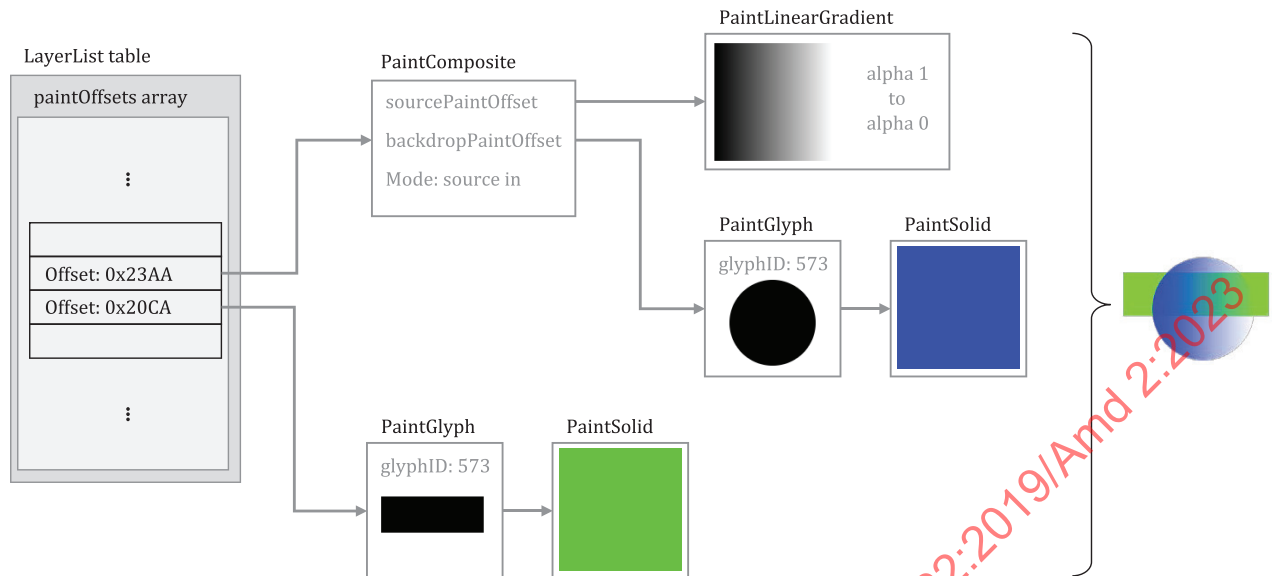 LayerList table
paintOffsets array
Offset: 0x23AA
Offset: 0x20CA
PaintComposite
sourcePaintOffset
backdropPaintOffset
Mode: source in
PaintLinearGradient
alpha 1
to
alpha 0
PaintGlyph
glyphID: 573
PaintSolid
PaintGlyph
glyphID: 573
PaintSolid
2:2019/Amd 2:2023